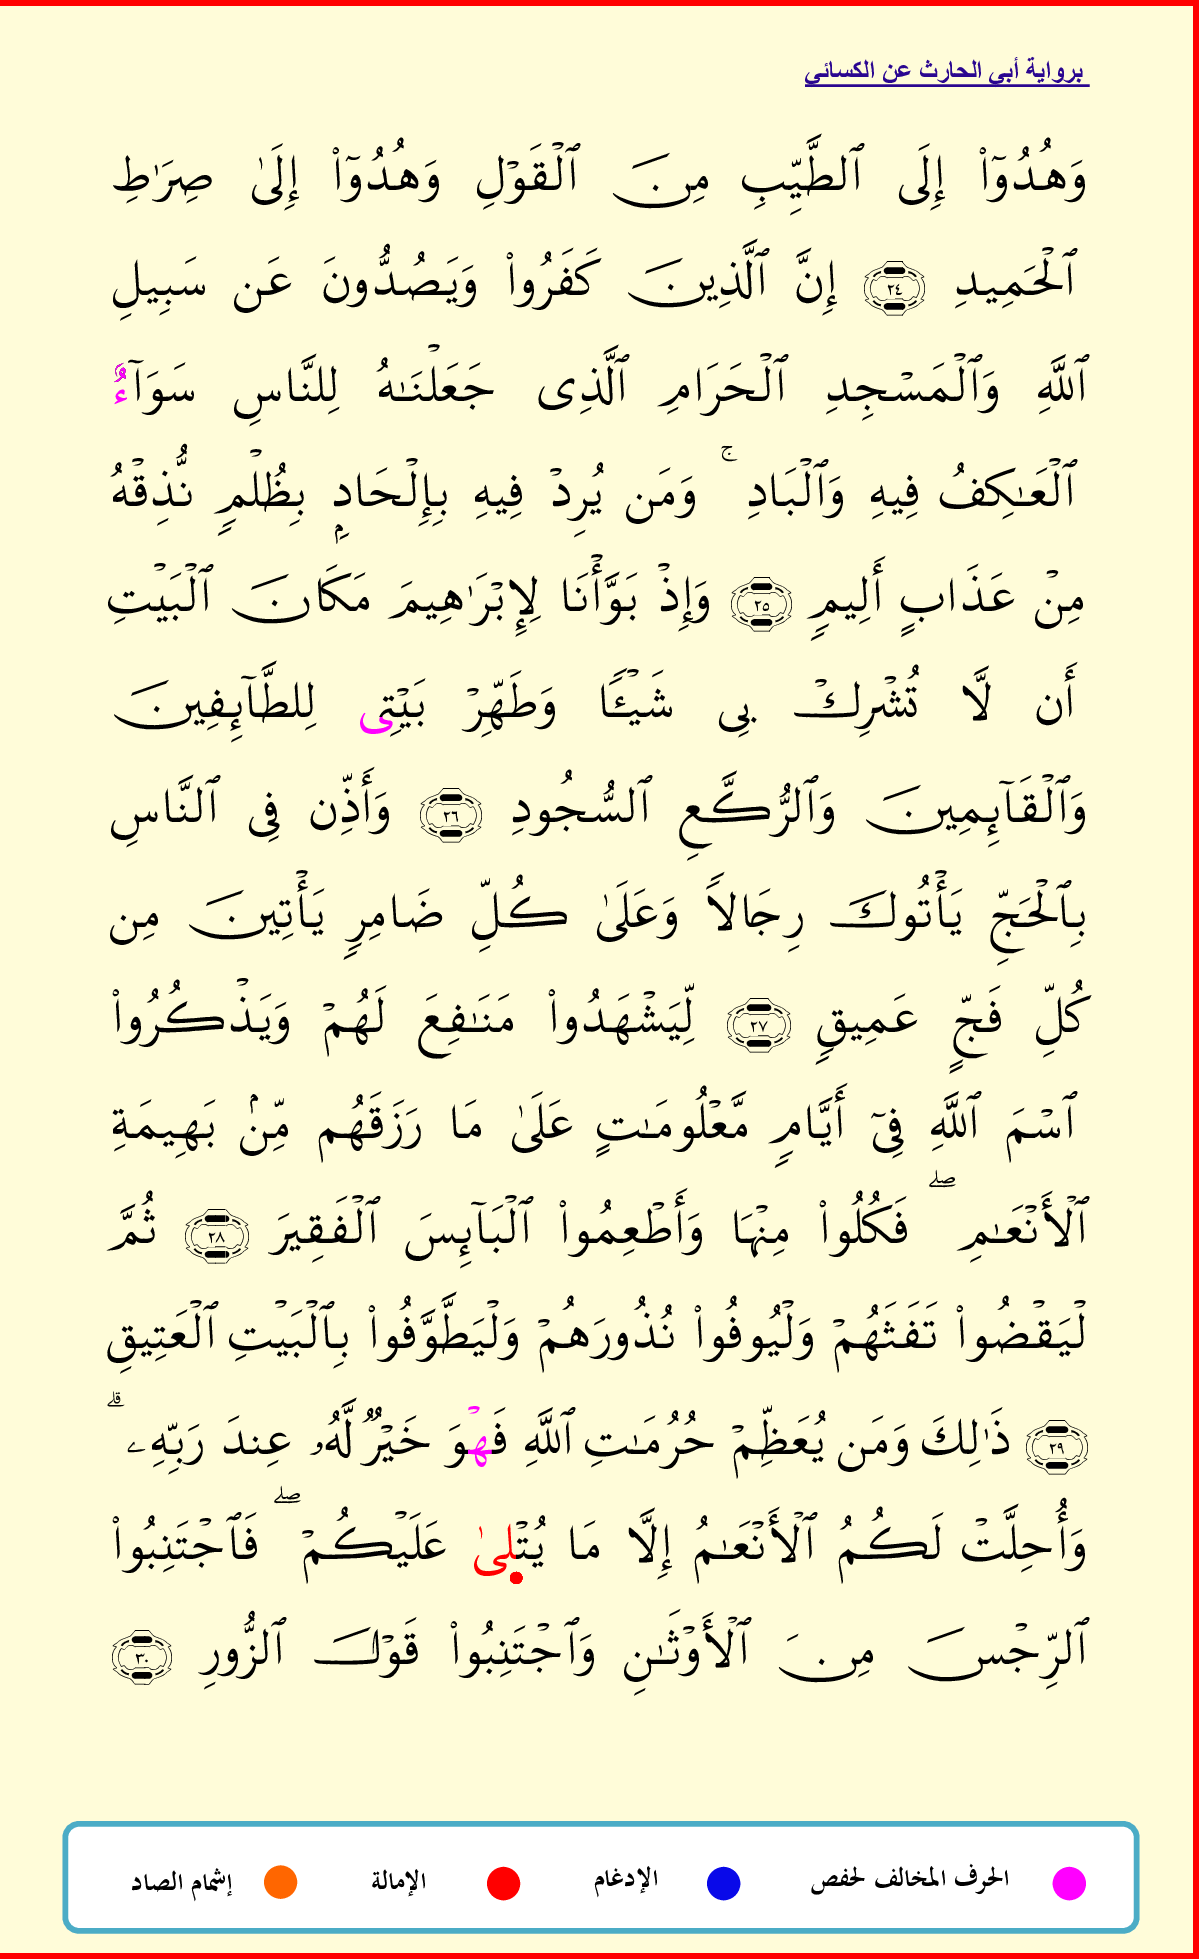 برواية أبي الحارث عن الكسائي
وَهُدُوٓا۟ إِلَى ٱلطَّيِّبِ مِنَ ٱلْقَوْلِ وَهُدُوٓا۟ إِلَىٰ صِرَٰطِ
ٱلْحَمِيدِ ٢٤ إِنَّ ٱلَّذِينَ كَفَرُوا۟ وَيَصُدُّونَ عَن سَبِيلِ
ٱللَّهِ وَٱلْمَسْجِدِ ٱلْحَرَامِ ٱلَّذِى جَعَلْنَـٰهُ لِلنَّاسِ سَوَآءٌ
ٱلْعَـٰكِفُ فِيهِ وَٱلْبَادِ ۚ وَمَن يُرِدْ فِيهِ بِإِلْحَادٍۭ بِظُلْمٍ نُّذِقْهُ
مِنْ عَذَابٍ أَلِيمٍ ٢٥ وَإِذْ بَوَّأْنَا لِإِبْرَٰهِيمَ مَكَانَ ٱلْبَيْتِ
أَن لَّا تُشْرِكْ بِى شَيْـًٔا وَطَهِّرْ بَيْتِى لِلطَّآئِفِينَ
وَٱلْقَآئِمِينَ وَٱلرُّكَّعِ ٱلسُّجُودِ ٢٦ وَأَذِّن فِى ٱلنَّاسِ
بِٱلْحَجِّ يَأْتُوكَ رِجَالًا وَعَلَىٰ كُلِّ ضَامِرٍ يَأْتِينَ مِن
كُلِّ فَجٍّ عَمِيقٍ ٢٧ لِّيَشْهَدُوا۟ مَنَـٰفِعَ لَهُمْ وَيَذْكُرُوا۟
ٱسْمَ ٱللَّهِ فِىٓ أَيَّامٍ مَّعْلُومَـٰتٍ عَلَىٰ مَا رَزَقَهُم مِّنۢ بَهِيمَةِ
ٱلْأَنْعَـٰمِ ۖ فَكُلُوا۟ مِنْهَا وَأَطْعِمُوا۟ ٱلْبَآئِسَ ٱلْفَقِيرَ ٢٨ ثُمَّ
لْيَقْضُوا۟ تَفَثَهُمْ وَلْيُوفُوا۟ نُذُورَهُمْ وَلْيَطَّوَّفُوا۟ بِٱلْبَيْتِ ٱلْعَتِيقِ
٢٩ ذَٰلِكَ وَمَن يُعَظِّمْ حُرُمَـٰتِ ٱللَّهِ فَهْوَ خَيْرٌ لَّهُۥ عِندَ رَبِّهِۦ ۗ
وَأُحِلَّتْ لَكُمُ ٱلْأَنْعَـٰمُ إِلَّا مَا يُتْلِىٰ عَلَيْكُمْ ۖ فَٱجْتَنِبُوا۟
ٱلرِّجْسَ مِنَ ٱلْأَوْثَـٰنِ وَٱجْتَنِبُوا۟ قَوْلَ ٱلزُّورِ ٣٠
الحرف المخالف لحفص الإدغام الإمالة إشمام الصاد